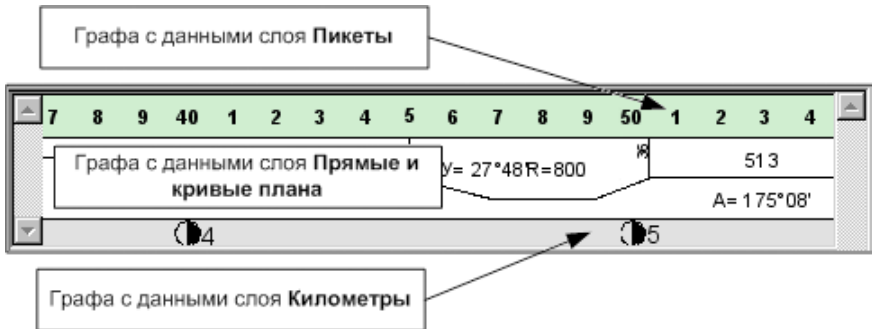 Графа с данными слоя Пикеты
7 8 9 40 1 2 3 4 5 6 7 8 9 50 1 2 3 4
Графа с данными слоя Прямые и
кривые плана
У= 27°48'R=800
513
A= 175°08'
4 5
Графа с данными слоя Километры